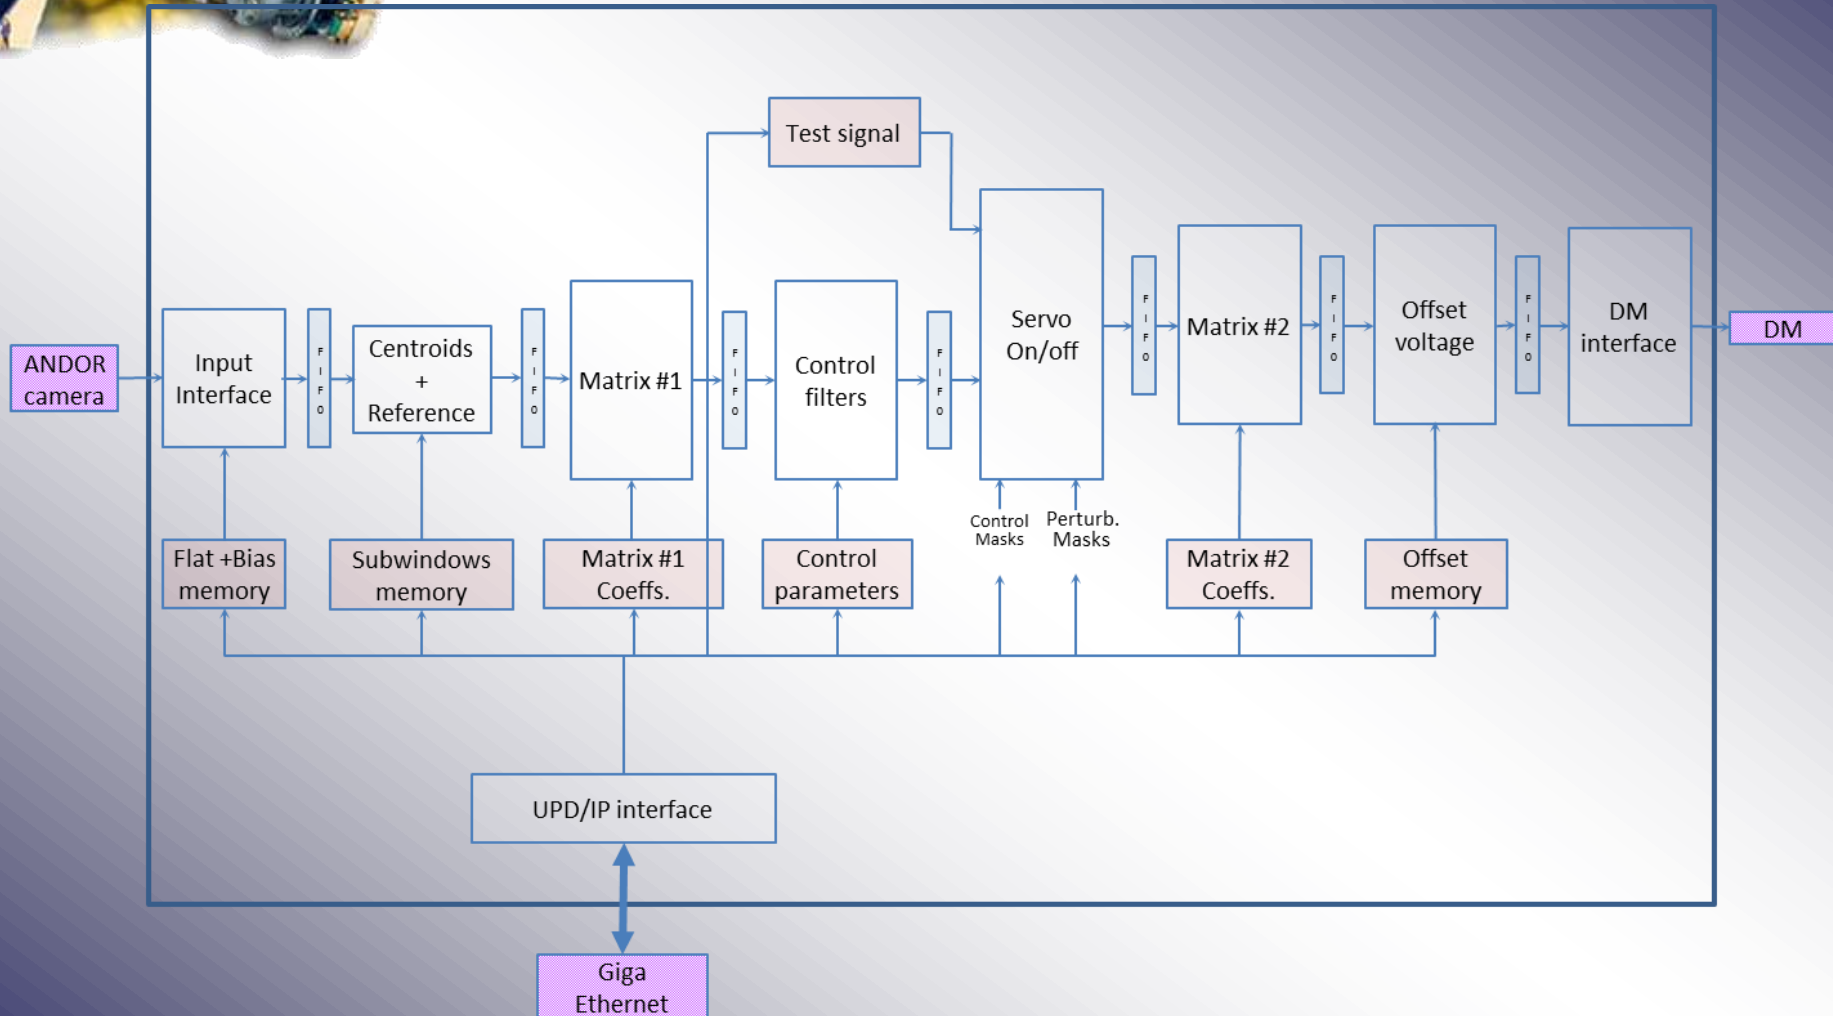 Test signal
ANDOR
camera
Input
Interface
F
I
F
O
Centroids
+
Reference
F
I
F
O
Matrix #1
F
I
F
O
Control
filters
F
I
F
O
Servo
On/off
F
I
F
O
Matrix #2
F
I
F
O
Offset
voltage
F
I
F
O
DM
interface
DM
Control
Masks
Perturb.
Masks
Flat +Bias
memory
Subwindows
memory
Matrix #1
Coeffs.
Control
parameters
Matrix #2
Coeffs.
Offset
memory
UPD/IP interface
Giga
Ethernet